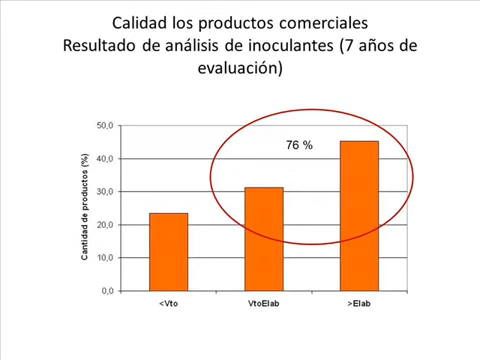 Calidad los productos comerciales
Resultado de análisis de inoculantes (7 años de
evaluación)
50,0
40,0
30,0
20,0
10,0
0,0
Cantidad de productos (%)
76 %
<Vto
VtoElab
>Elab